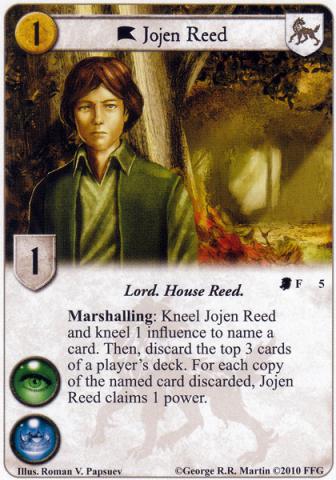 1
Jojen Reed
1
Lord. House Reed.
F 5
Marshalling: Kneel Jojen Reed
and kneel 1 influence to name a
card. Then, discard the top 3 cards
of a player's deck. For each copy
of the named card discarded, Jojen
Reed claims 1 power.
Illus. Roman V. Papsuev
©George R.R. Martin ©2010 FFG